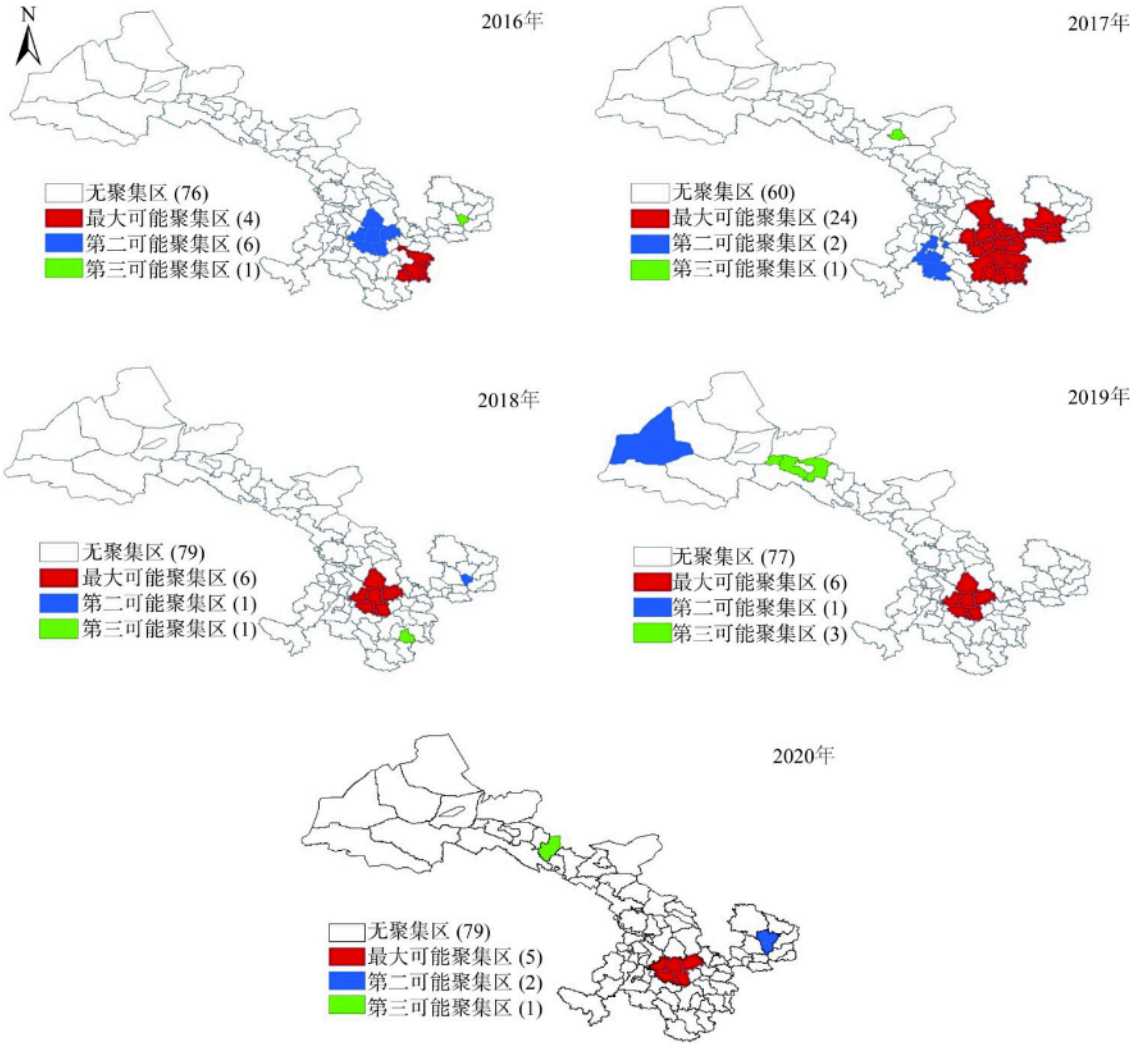 N
2016年
无聚集区 (76)
最大可能聚集区 (4)
第二可能聚集区 (6)
第三可能聚集区 (1)
2017年
无聚集区 (60)
最大可能聚集区 (24)
第二可能聚集区 (2)
第三可能聚集区 (1)
2018年
无聚集区 (79)
最大可能聚集区 (6)
第二可能聚集区 (1)
第三可能聚集区 (1)
2019年
无聚集区 (77)
最大可能聚集区 (6)
第二可能聚集区 (1)
第三可能聚集区 (3)
2020年
无聚集区 (79)
最大可能聚集区 (5)
第二可能聚集区 (2)
第三可能聚集区 (1)